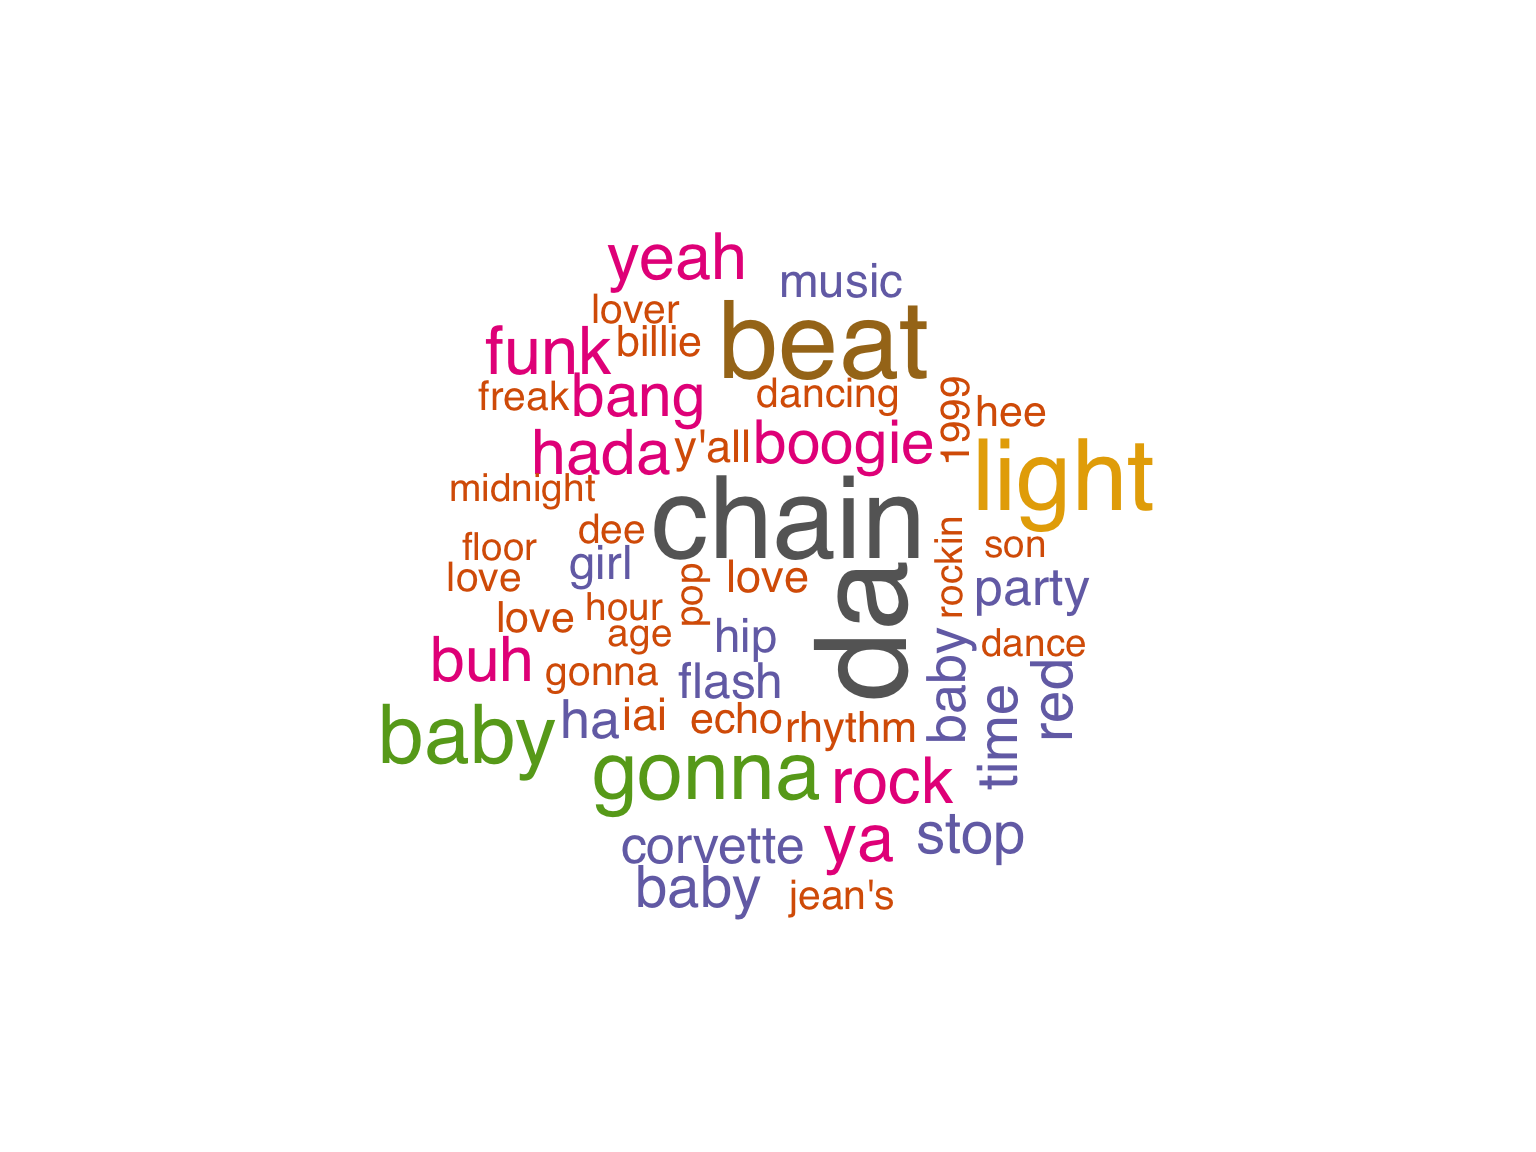 yeah
music
lover
beat
funk
billie
freak
bang
dancing
1999
hee
hada
y'all
boogie
light
midnight
chain
dee
floor
girl
rockin
son
love
pop
love
da
party
love
hour
age
hip
baby
dance
buh
gonna
flash
red
baby
ha
iai
echo
rhythm
time
gonna
rock
corvette
ya
stop
baby
jean's